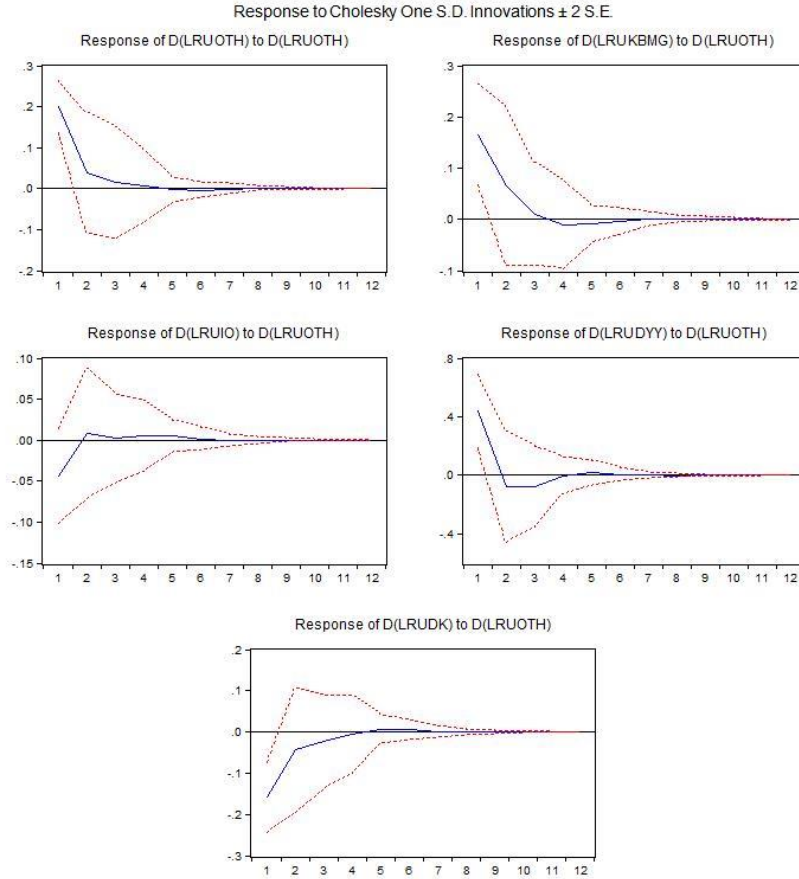 Response to Cholesky One S.D. Innovations ± 2 S.E.
Response of D(LRUOTH) to D(LRUOTH)
.3
.2
.1
.0
-.1
-.2
1 2 3 4 5 6 7 8 9 10 11 12
Response of D(LRUKBMG) to D(LRUOTH)
.3
.2
.1
.0
-.1
1 2 3 4 5 6 7 8 9 10 11 12
Response of D(LRUIO) to D(LRUOTH)
.10
.05
.00
-.05
-.10
-.15
1 2 3 4 5 6 7 8 9 10 11 12
Response of D(LRUDYY) to D(LRUOTH)
.8
.4
.0
-.4
1 2 3 4 5 6 7 8 9 10 11 12
Response of D(LRUDK) to D(LRUOTH)
.2
.1
.0
-.1
-.2
-.3
1 2 3 4 5 6 7 8 9 10 11 12